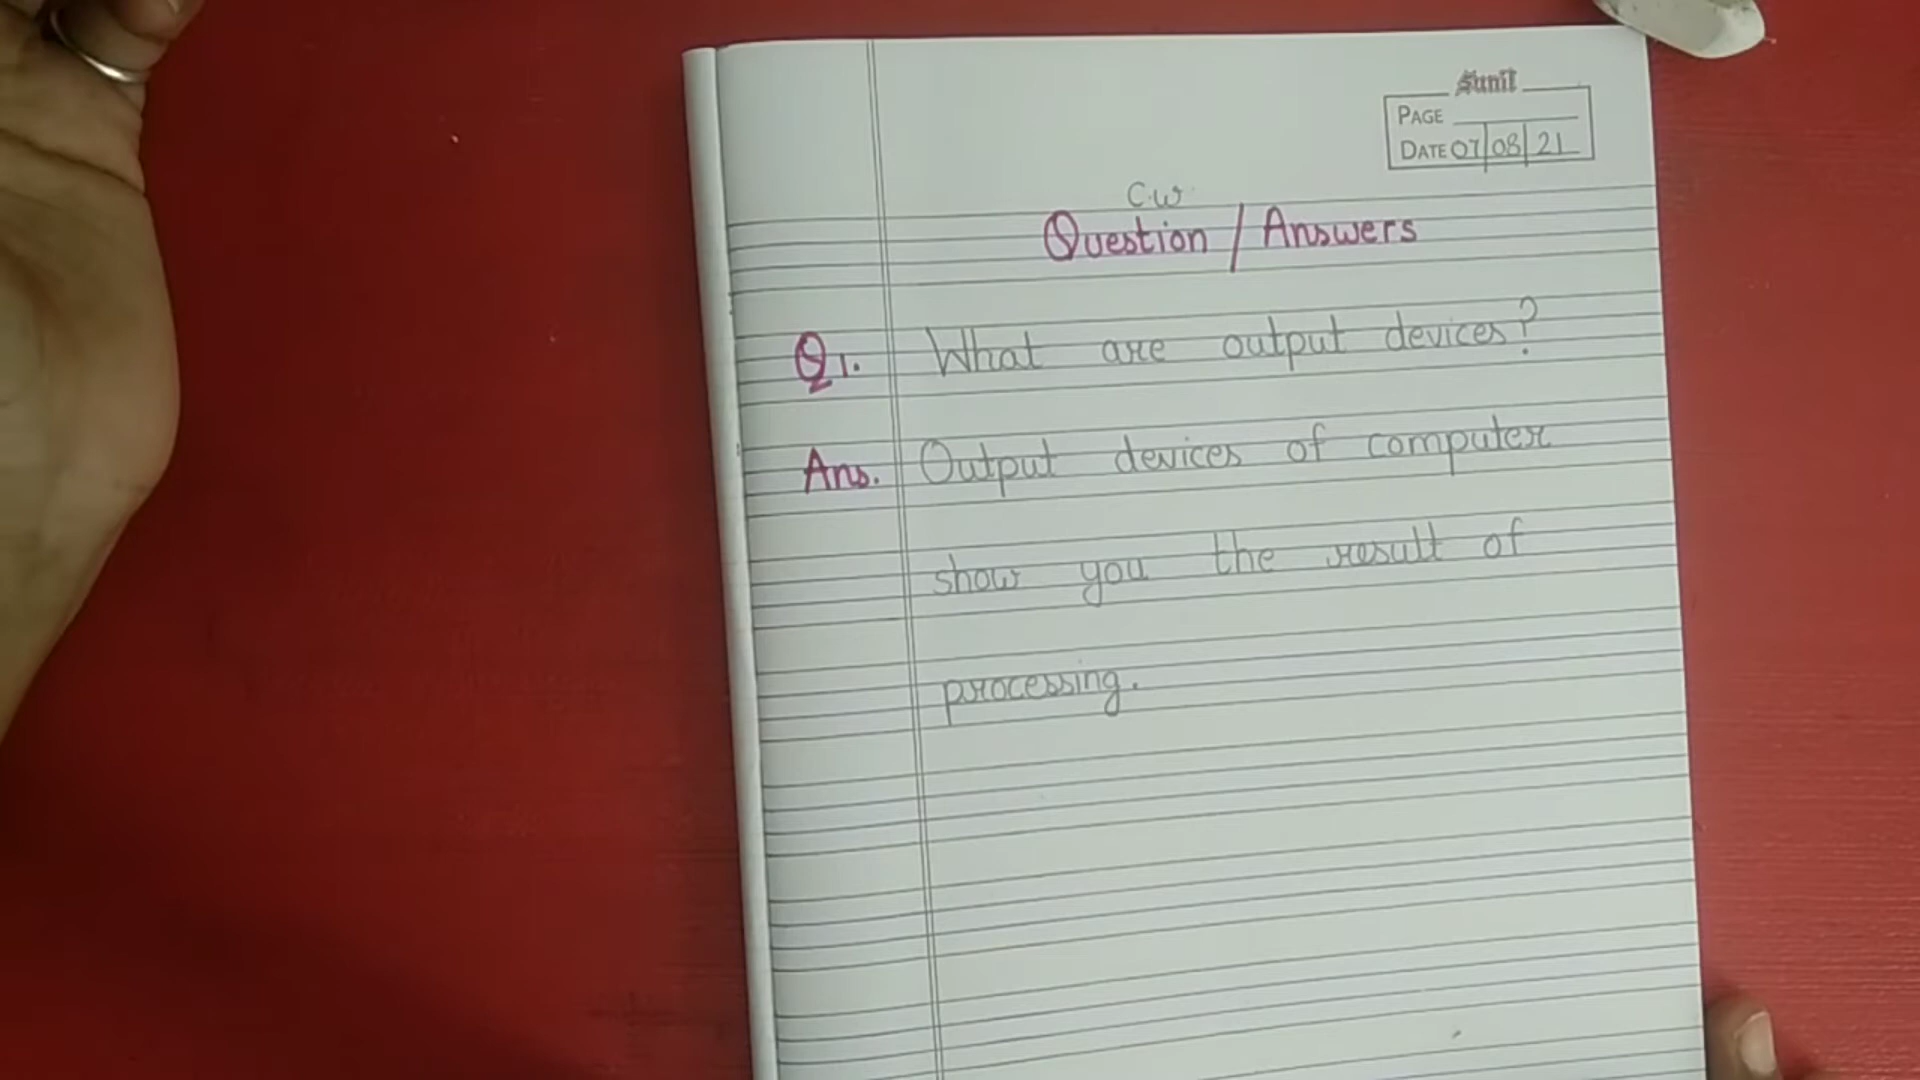 Sunil
PAGE
DATE 07/08/21
C.W
Question / Answers
Q1. What are output devices?
Ans. Output devices of computer
show you the result of
processing.